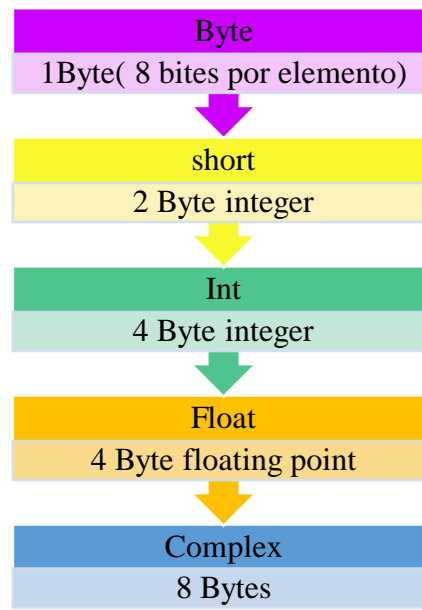 Byte
1Byte( 8 bites por elemento)
short
2 Byte integer
Int
4 Byte integer
Float
4 Byte floating point
Complex
8 Bytes